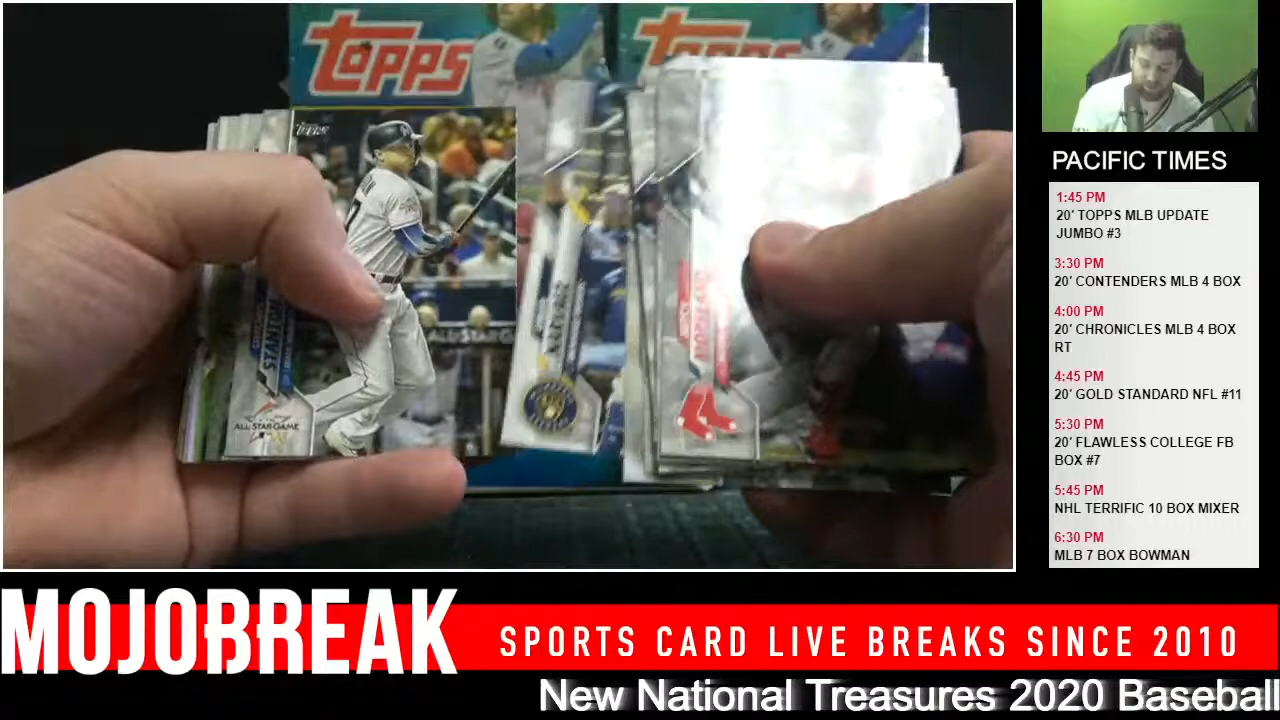 TOPPS
TOPPS
TOPPS
STANTON
ALL STAR GAME
PACIFIC TIMES
1:45 PM
20' TOPPS MLB UPDATE
JUMBO #3
3:30 PM
20' CONTENDERS MLB 4 BOX
4:00 PM
20' CHRONICLES MLB 4 BOX
RT
4:45 PM
20' GOLD STANDARD NFL #11
5:30 PM
20' FLAWLESS COLLEGE FB
BOX #7
5:45 PM
NHL TERRIFIC 10 BOX MIXER
6:30 PM
MLB 7 BOX BOWMAN
MOJOBREAK
SPORTS CARD LIVE BREAKS SINCE 2010
New National Treasures 2020 Baseball